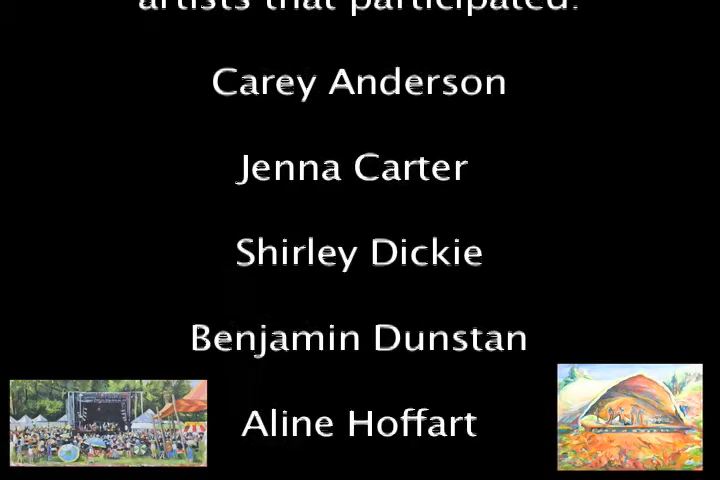 artists that participated:
Carey Anderson
Jenna Carter
Shirley Dickie
Benjamin Dunstan
Aline Hoffart